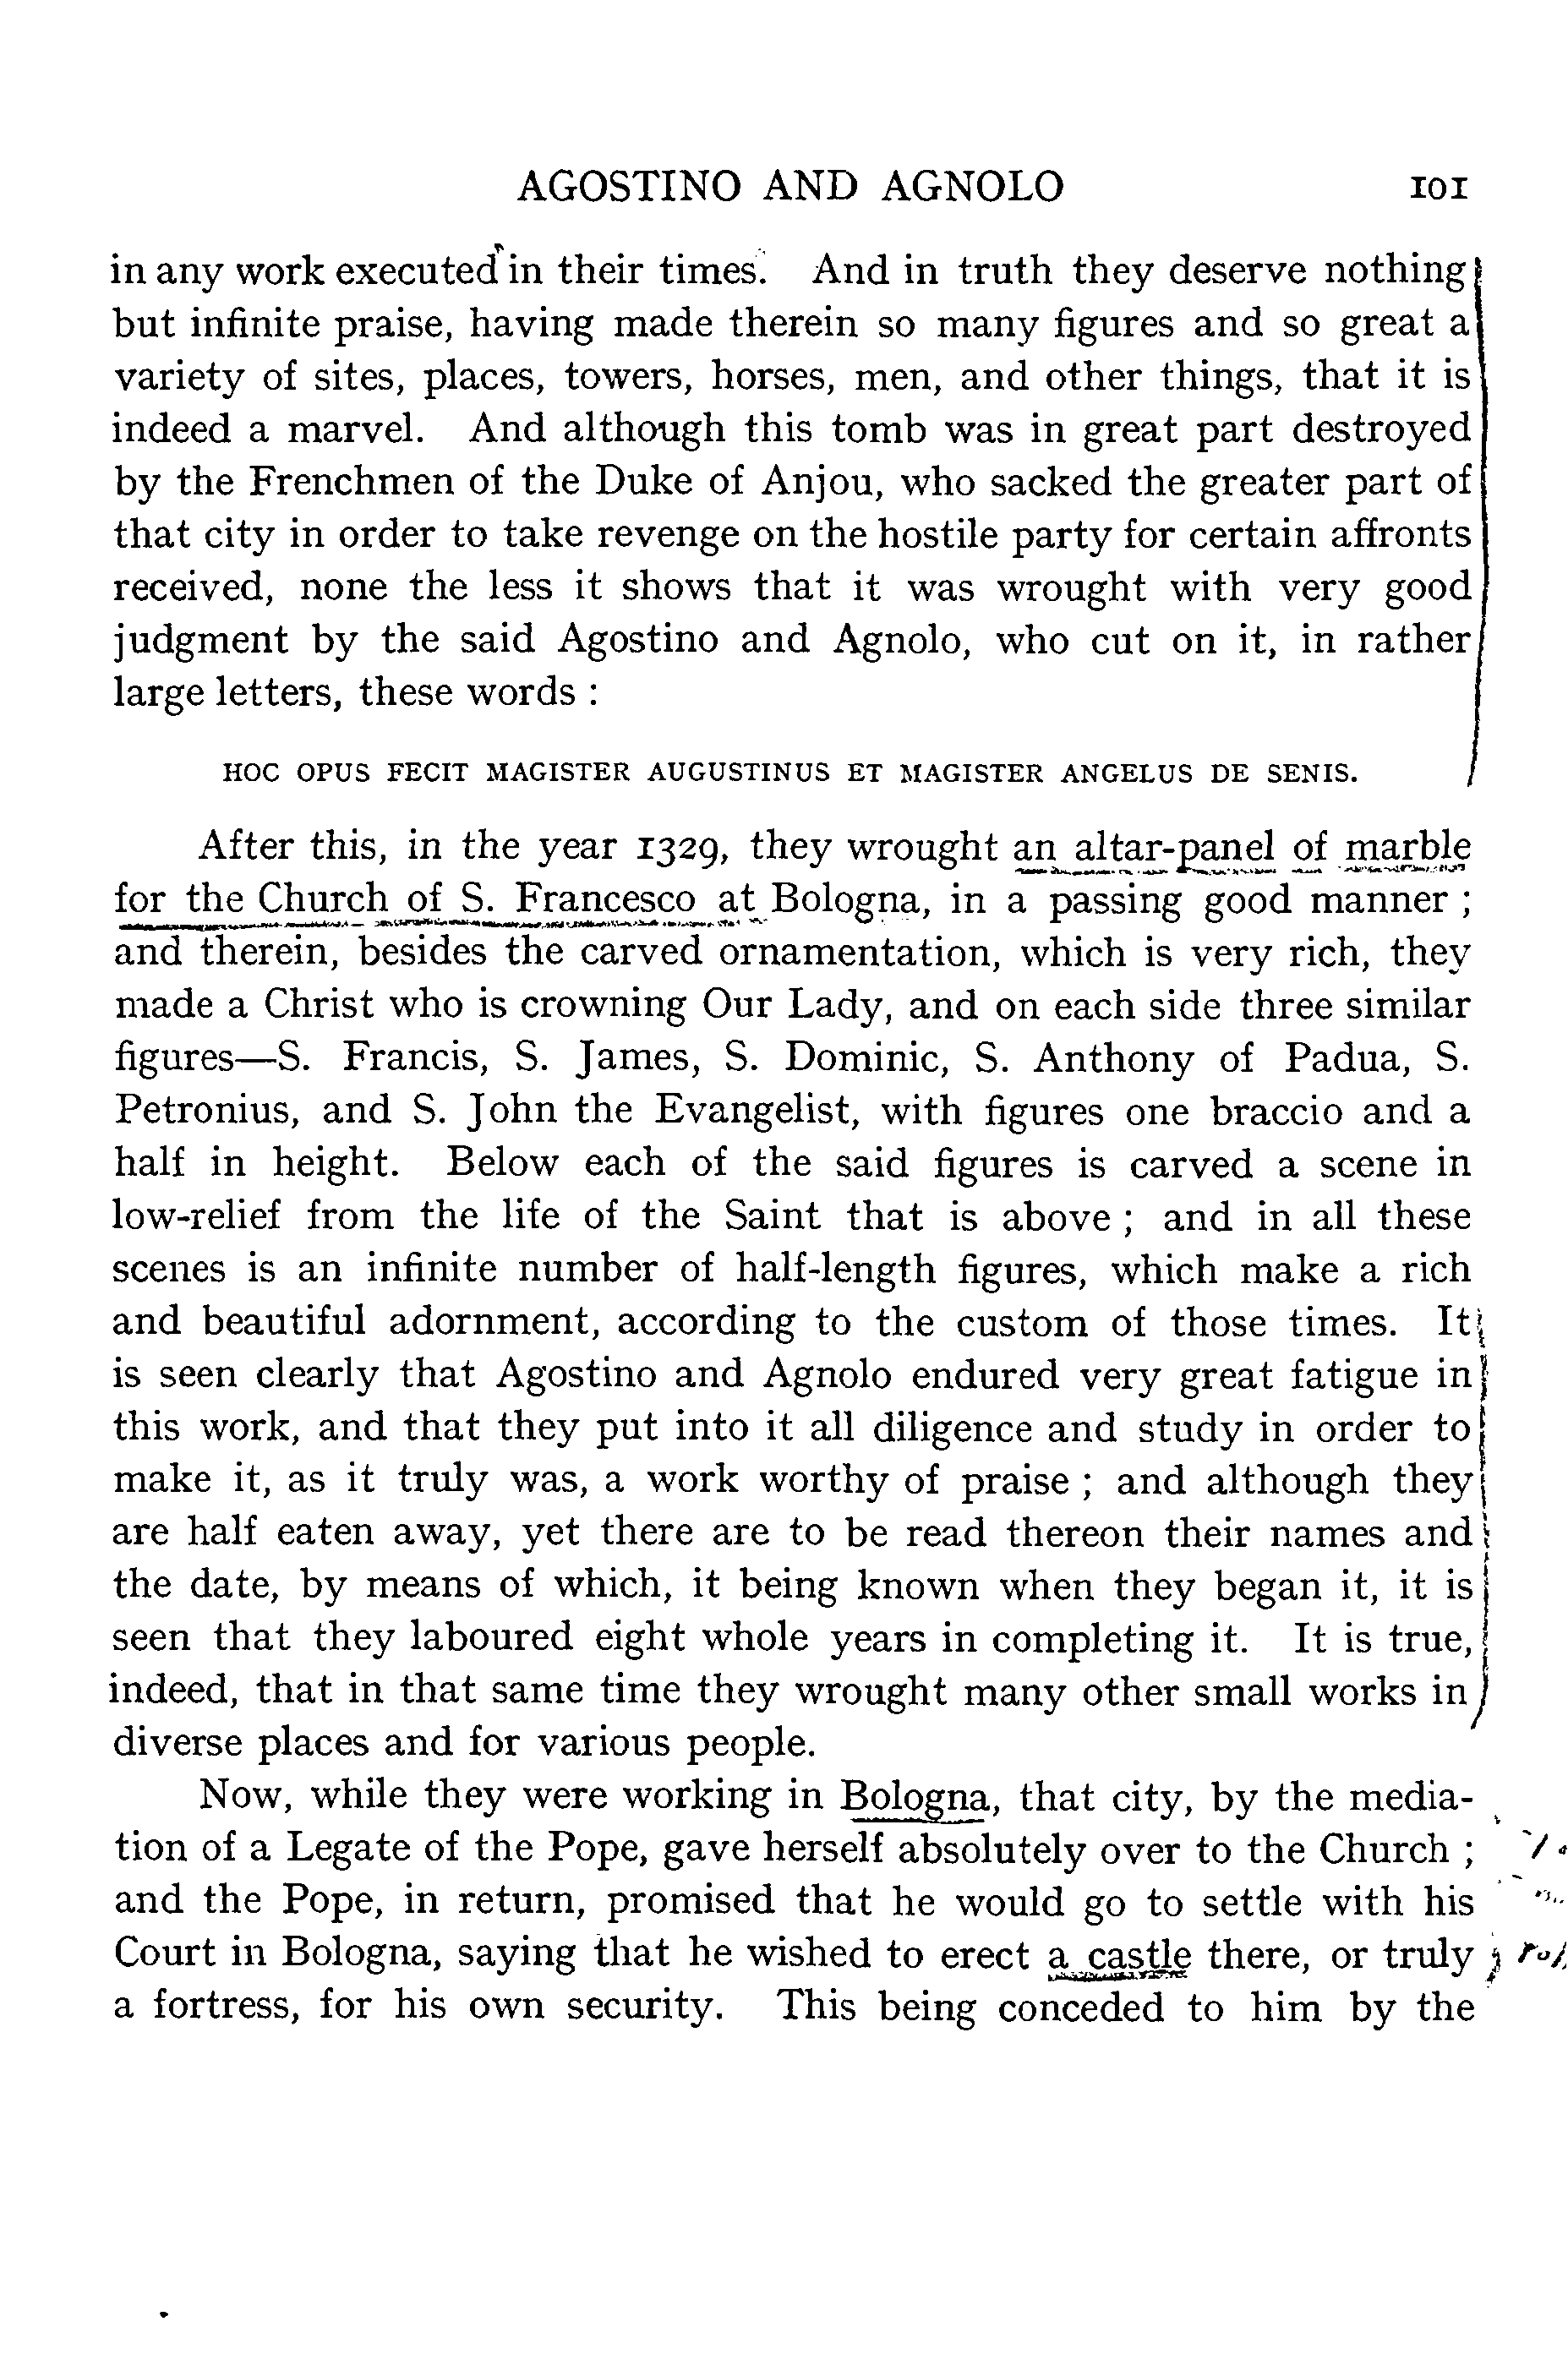 AGOSTINO AND AGNOLO 101
in any work executed in their times. And in truth they deserve nothing
but infinite praise, having made therein so many figures and so great a
variety of sites, places, towers, horses, men, and other things, that it is
indeed a marvel. And although this tomb was in great part destroyed
by the Frenchmen of the Duke of Anjou, who sacked the greater part of
that city in order to take revenge on the hostile party for certain affronts
received, none the less it shows that it was wrought with very good
judgment by the said Agostino and Agnolo, who cut on it, in rather
large letters, these words :
HOC OPUS FECIT MAGISTER AUGUSTINUS ET MAGISTER ANGELUS DE SENIS.
After this, in the year 1329, they wrought an altar-panel of marble
for the Church of S. Francesco at Bologna, in a passing good manner ;
and therein, besides the carved ornamentation, which is very rich, they
made a Christ who is crowning Our Lady, and on each side three similar
figures—S. Francis, S. James, S. Dominic, S. Anthony of Padua, S.
Petronius, and S. John the Evangelist, with figures one braccio and a
half in height. Below each of the said figures is carved a scene in
low-relief from the life of the Saint that is above ; and in all these
scenes is an infinite number of half-length figures, which make a rich
and beautiful adornment, according to the custom of those times. It
is seen clearly that Agostino and Agnolo endured very great fatigue in
this work, and that they put into it all diligence and study in order to
make it, as it truly was, a work worthy of praise ; and although they
are half eaten away, yet there are to be read thereon their names and
the date, by means of which, it being known when they began it, it is
seen that they laboured eight whole years in completing it. It is true,
indeed, that in that same time they wrought many other small works in
diverse places and for various people.
Now, while they were working in Bologna, that city, by the media-
tion of a Legate of the Pope, gave herself absolutely over to the Church ;
and the Pope, in return, promised that he would go to settle with his
Court in Bologna, saying that he wished to erect a castle there, or truly
a fortress, for his own security. This being conceded to him by the